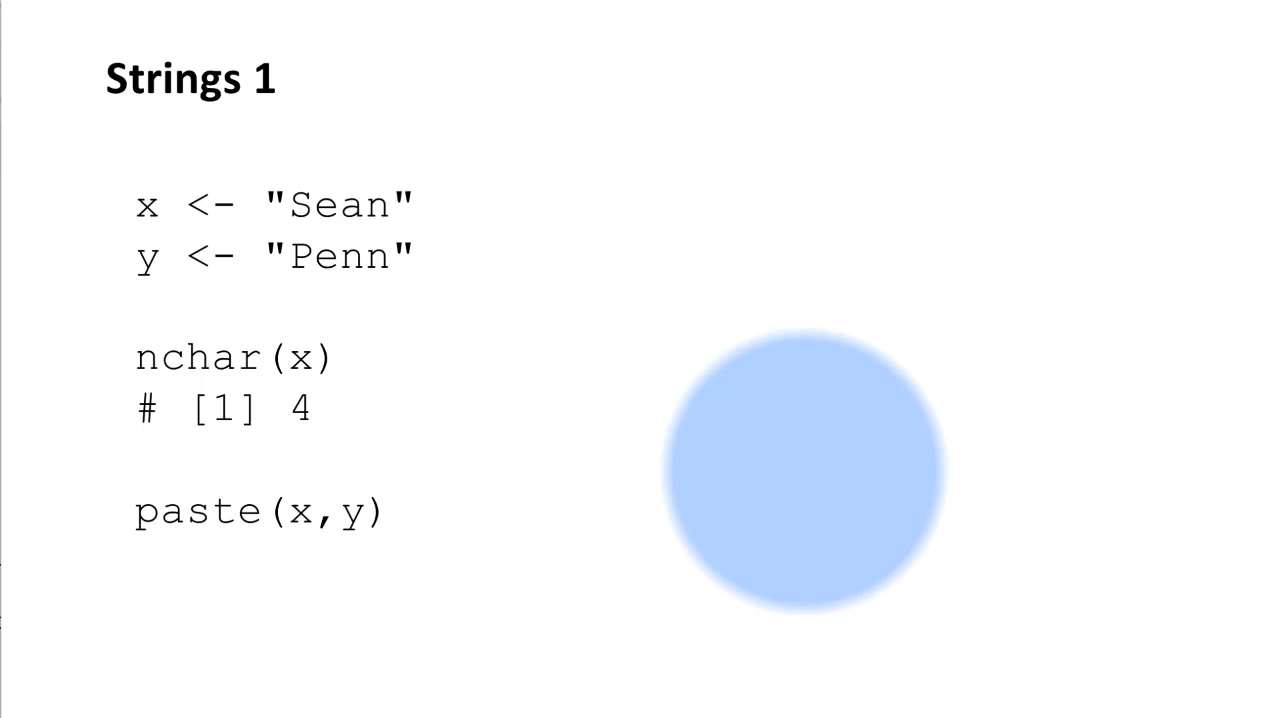 Strings 1
x <- "Sean"
y <- "Penn"
nchar(x)
# [1] 4
paste(x,y)